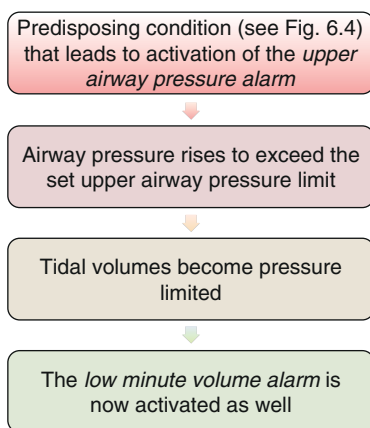 Predisposing condition (see Fig. 6.4)
that leads to activation of the upper
airway pressure alarm
Airway pressure rises to exceed the
set upper airway pressure limit
Tidal volumes become pressure
limited
The low minute volume alarm is
now activated as well